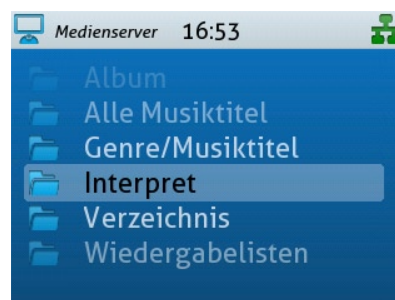 Medienserver 16:53
Album
Alle Musiktitel
Genre/Musiktitel
Interpret
Verzeichnis
Wiedergabelisten